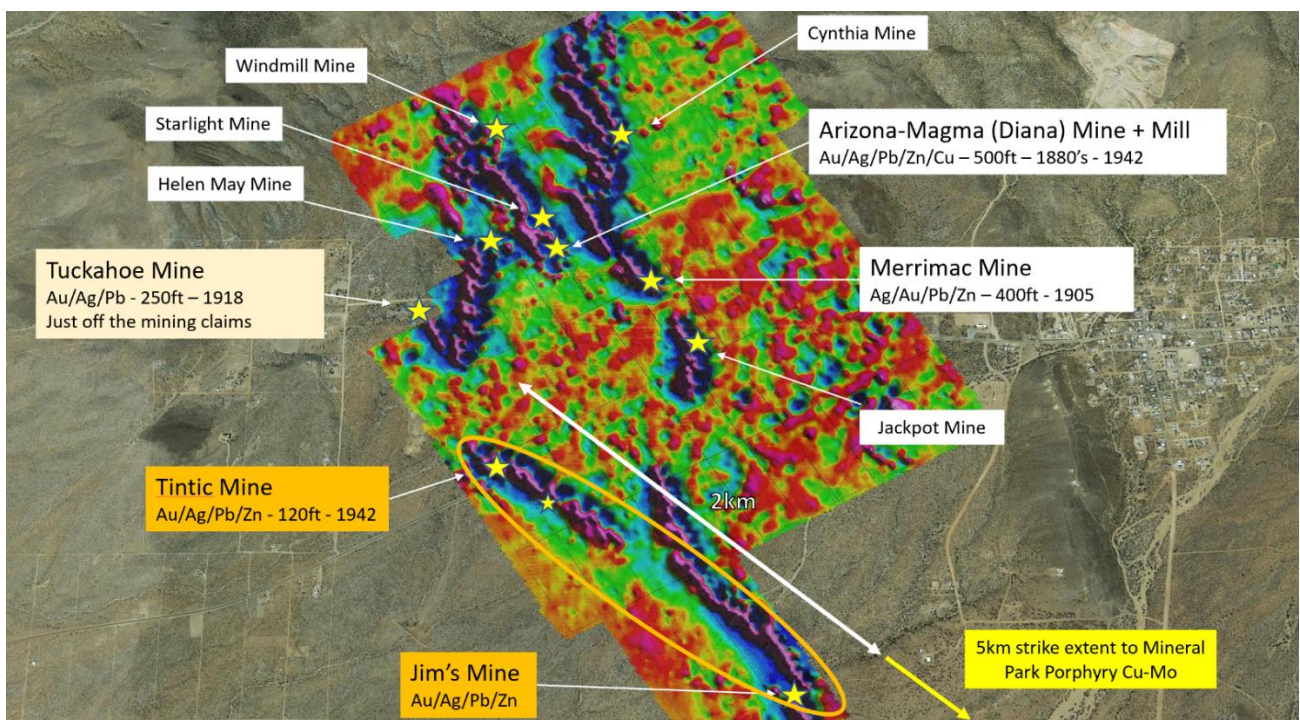 Cynthia Mine
Windmill Mine
Starlight Mine
Arizona-Magma (Diana) Mine + Mill
Au/Ag/Pb/Zn/Cu – 500ft – 1880's - 1942
Helen May Mine
Tuckahoe Mine
Au/Ag/Pb - 250ft – 1918
Just off the mining claims
Merrimac Mine
Ag/Au/Pb/Zn – 400ft - 1905
Jackpot Mine
Tintic Mine
Au/Ag/Pb/Zn - 120ft - 1942
2km
Jim's Mine
Au/Ag/Pb/Zn
5km strike extent to Mineral
Park Porphyry Cu-Mo